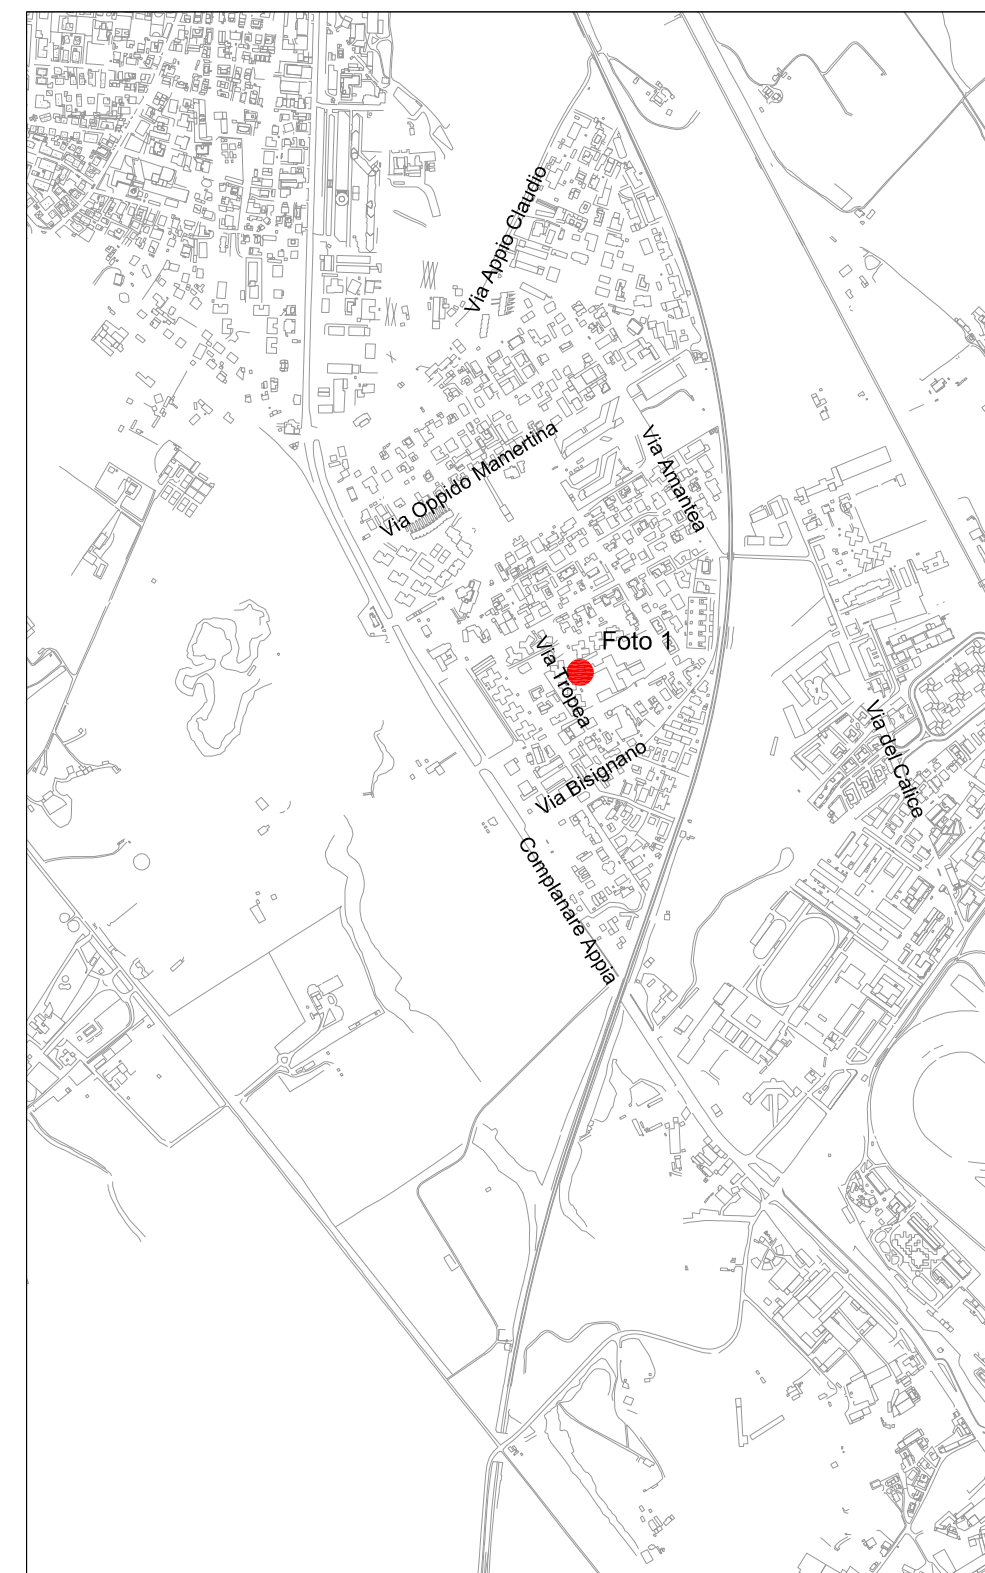 Via Appio Claudio
Via Oppido Mamertina
Via Amantea
Foto 1
Via Tropea
Via del Calice
Via Bisignano
Complanare Appia